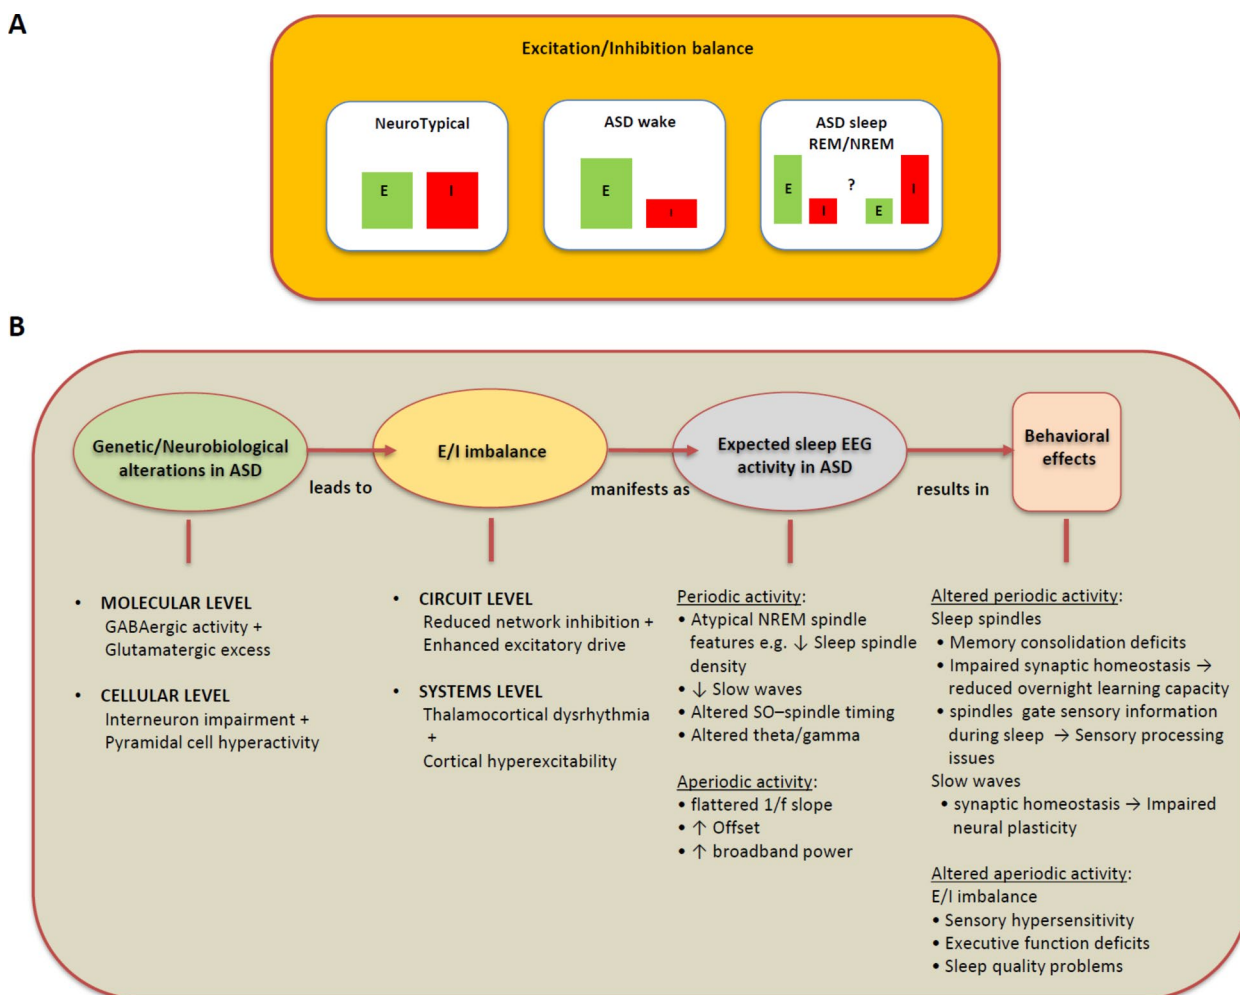 A
Excitation/Inhibition balance
NeuroTypical
E
I
ASD wake
E
I
ASD sleep
REM/NREM
E
I
?
E
I
B
Genetic/Neurobiological
alterations in ASD
leads to
E/I imbalance
manifests as
Expected sleep EEG
activity in ASD
results in
Behavioral
effects
• MOLECULAR LEVEL
GABAergic activity +
Glutamatergic excess
• CELLULAR LEVEL
Interneuron impairment +
Pyramidal cell hyperactivity
• CIRCUIT LEVEL
Reduced network inhibition +
Enhanced excitatory drive
• SYSTEMS LEVEL
Thalamocortical dysrhythmia
+
Cortical hyperexcitability
Periodic activity:
• Atypical NREM spindle
features e.g. ↓ Sleep spindle
density
• ↓ Slow waves
• Altered SO–spindle timing
• Altered theta/gamma
Aperiodic activity:
• flattered 1/f slope
• ↑ Offset
• ↑ broadband power
Altered periodic activity:
Sleep spindles
• Memory consolidation deficits
• Impaired synaptic homeostasis →
reduced overnight learning capacity
• spindles gate sensory information
during sleep → Sensory processing
issues
Slow waves
• synaptic homeostasis → Impaired
neural plasticity
Altered aperiodic activity:
E/I imbalance
• Sensory hypersensitivity
• Executive function deficits
• Sleep quality problems